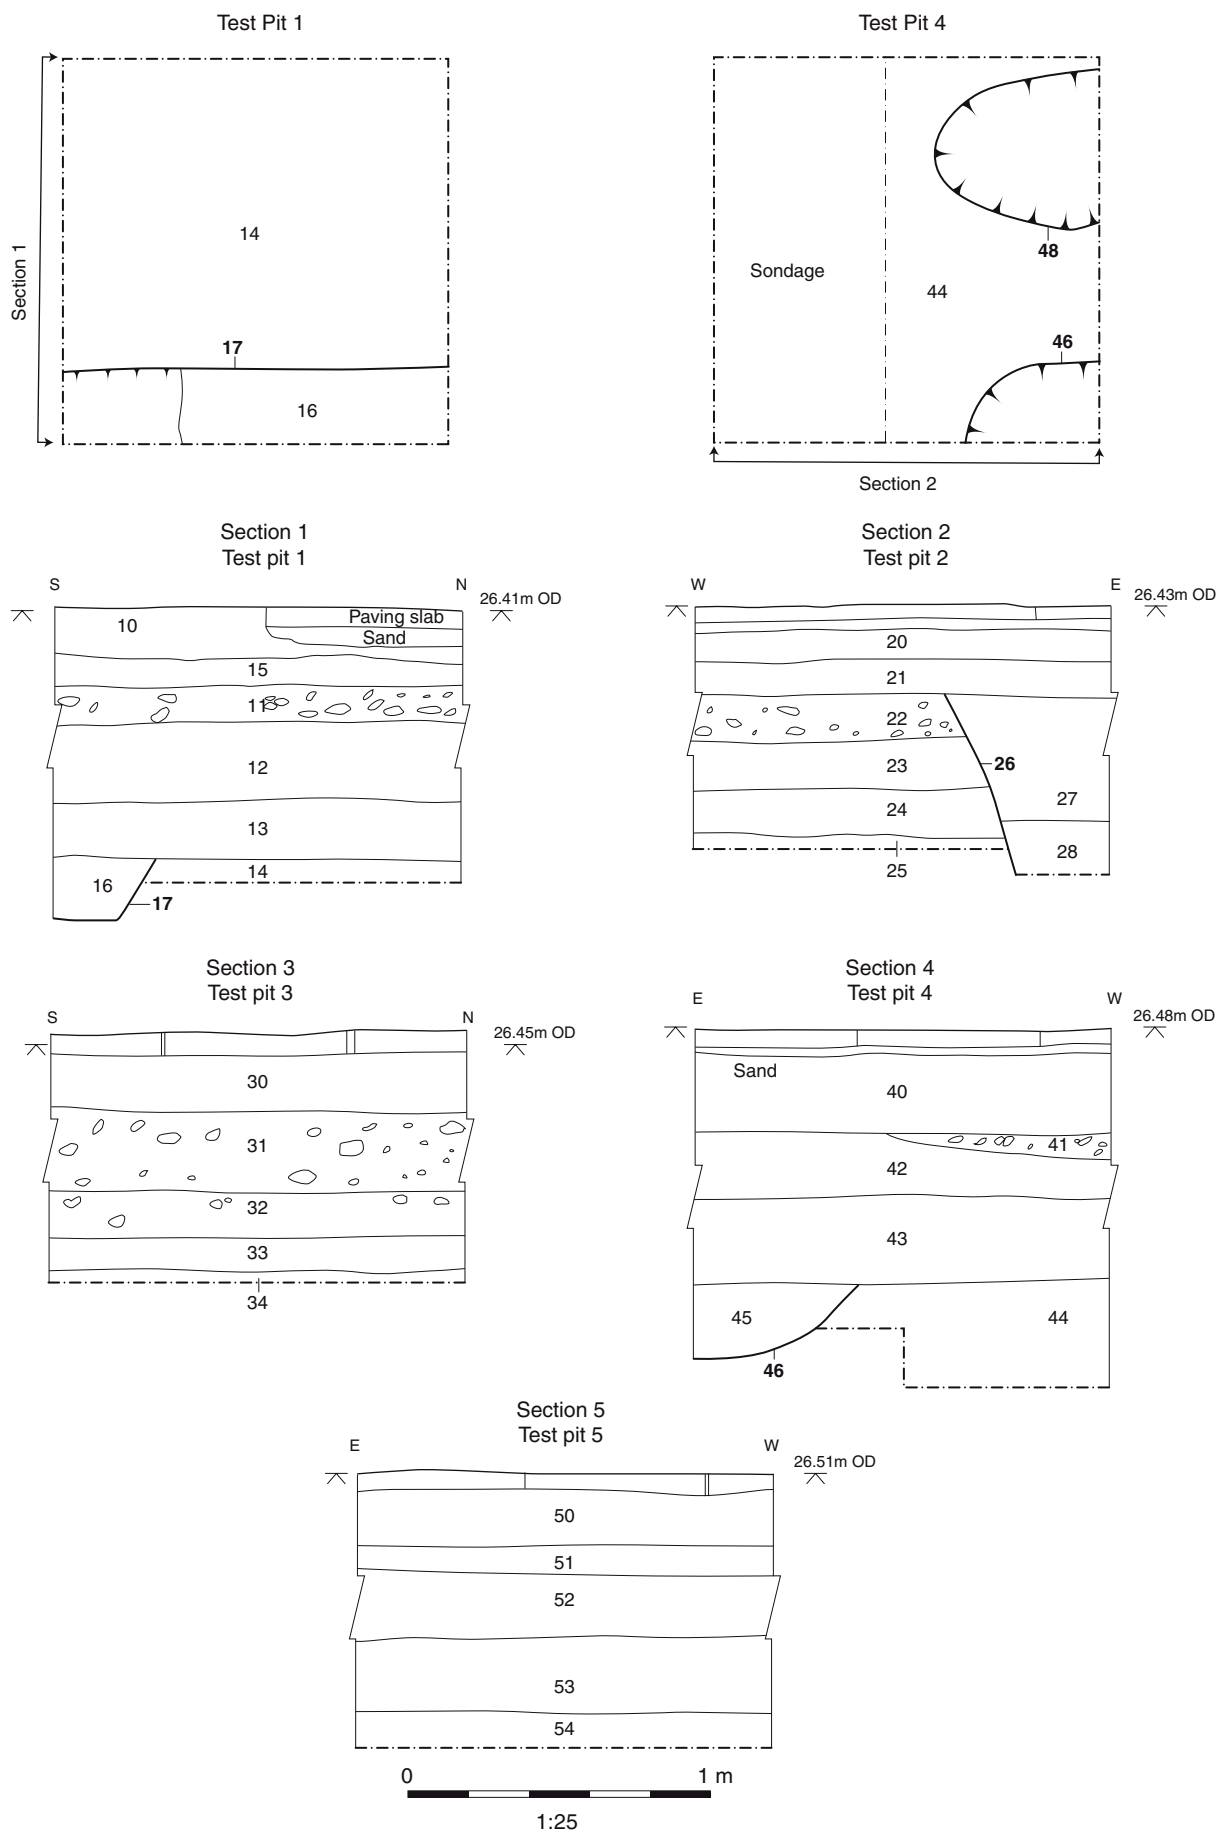 Test Pit 1
Test Pit 4
Section 1
14
17
16
Sondage
48
44
46
Section 2
Section 1
Test pit 1
S
N
26.41m OD
10
Paving slab
Sand
15
11
12
13
14
16
17
Section 2
Test pit 2
W
E
26.43m OD
20
21
22
23
26
24
27
25
28
Section 3
Test pit 3
S
N
26.45m OD
30
31
32
33
34
Section 4
Test pit 4
E
W
26.48m OD
Sand
40
41
42
43
45
44
46
Section 5
Test pit 5
E
W
26.51m OD
50
51
52
53
54
0
1 m
1:25